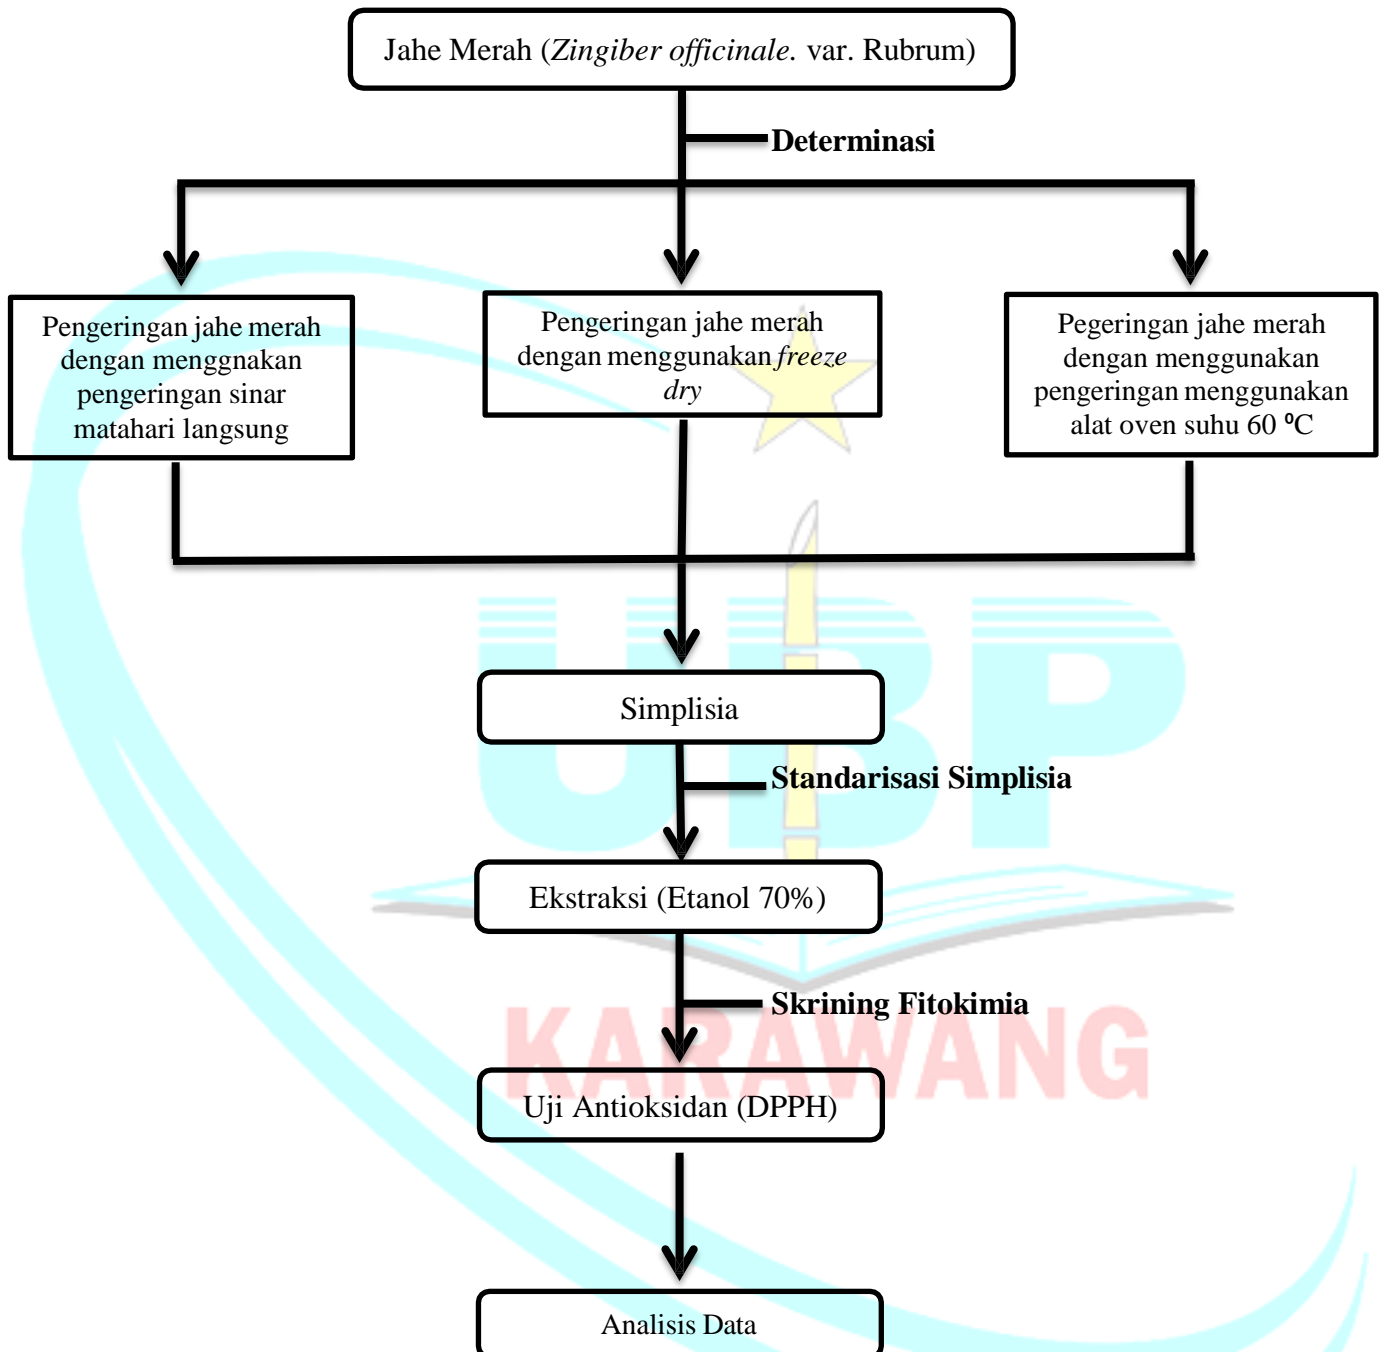 Jahe Merah (Zingiber officinale. var. Rubrum)
Determinasi
Pengeringan jahe merah
dengan menggnakan
pengeringan sinar
matahari langsung
Pengeringan jahe merah
dengan menggunakan freeze
dry
Pegeringan jahe merah
dengan menggunakan
pengeringan menggunakan
alat oven suhu 60 ⁰C
UBP
Simplisia
Standarisasi Simplisia
Ekstraksi (Etanol 70%)
Skrining Fitokimia
KARAWANG
Uji Antioksidan (DPPH)
Analisis Data